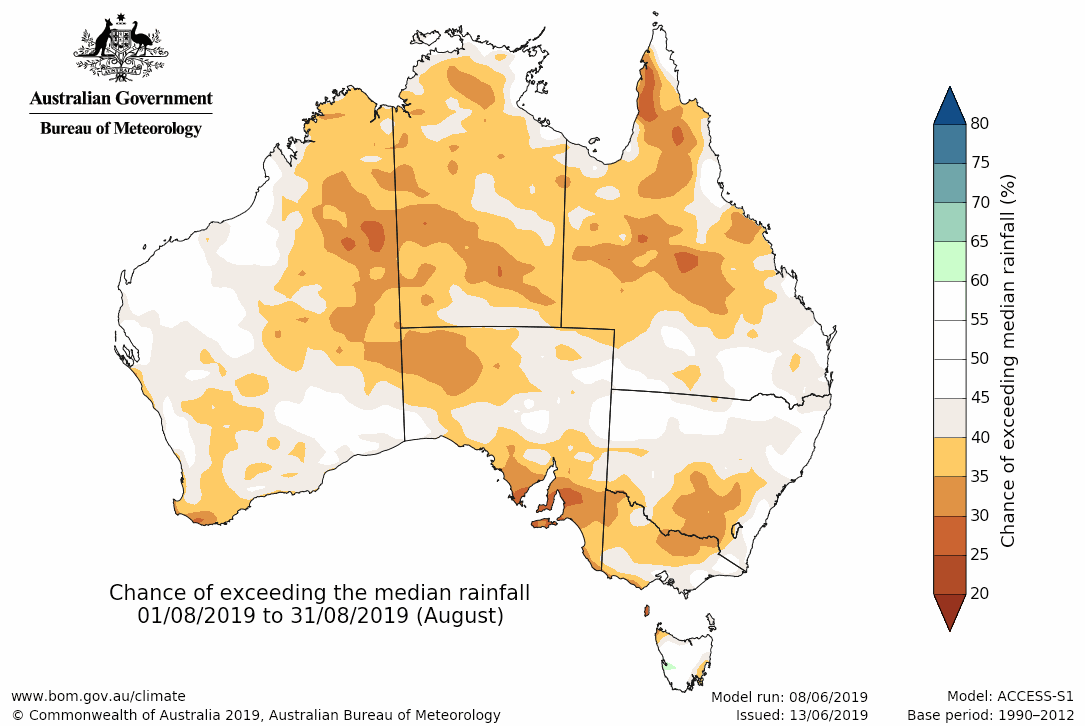 Australian Government
Bureau of Meteorology
80
75
70
65
60
55
50
45
40
35
30
25
20
Chance of exceeding median rainfall (%)
Chance of exceeding the median rainfall
01/08/2019 to 31/08/2019 (August)
www.bom.gov.au/climate
© Commonwealth of Australia 2019, Australian Bureau of Meteorology
Model run: 08/06/2019
Issued: 13/06/2019
Model: ACCESS-S1
Base period: 1990–2012